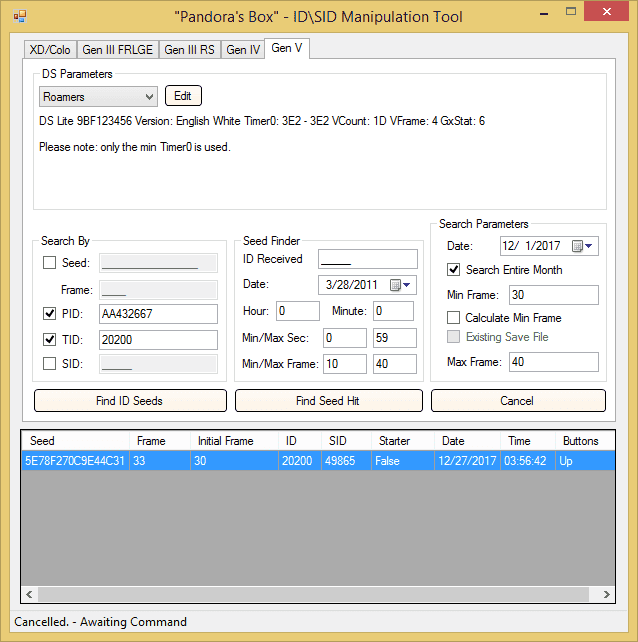 "Pandora's Box" - ID\SID Manipulation Tool
XD/Colo Gen III FRLGE Gen III RS Gen IV Gen V
DS Parameters
Roamers Edit
DS Lite 9BF123456 Version: English White Timer0: 3E2 - 3E2 VCount: 1D VFrame: 4 GxStat: 6
Please note: only the min Timer0 is used.
Search By
Seed: ____________________
Frame: _____
PID: AA432667
TID: 20200
SID: _____
Find ID Seeds
Seed Finder
ID Received _____
Date: 3/28/2011
Hour: 0 Minute: 0
Min/Max Sec: 0 59
Min/Max Frame: 10 40
Find Seed Hit
Search Parameters
Date: 12/ 1/2017
Search Entire Month
Min Frame: 30
Calculate Min Frame
Existing Save File
Max Frame: 40
Cancel
Seed Frame Initial Frame ID SID Starter Date Time Buttons
5E78F270C9E44C31 33 30 20200 49865 False 12/27/2017 03:56:42 Up
Cancelled. - Awaiting Command